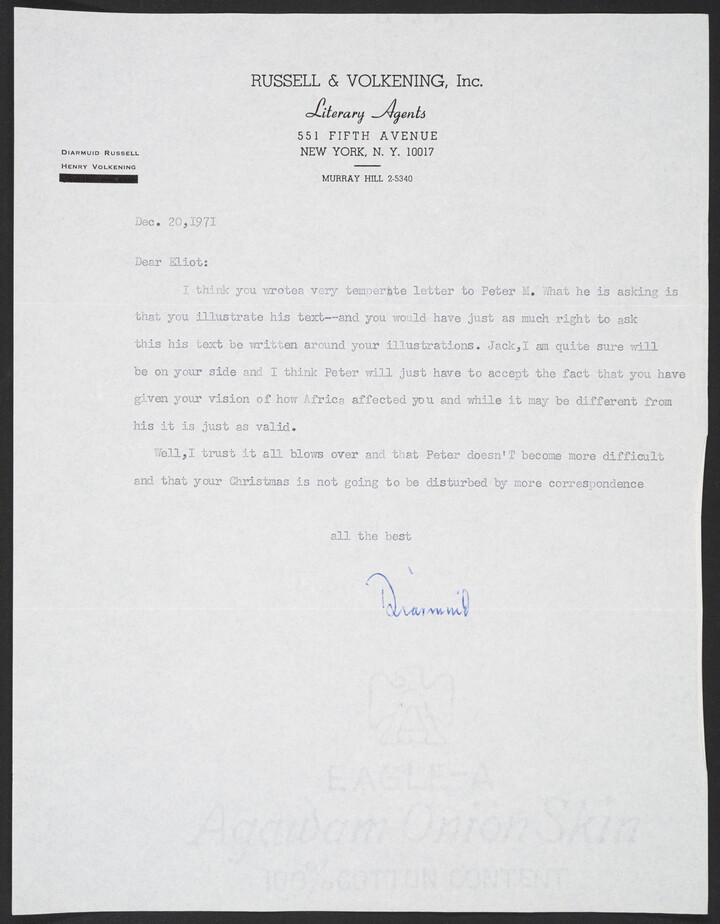 RUSSELL & VOLKENING, Inc.
Literary Agents
551 FIFTH AVENUE
NEW YORK, N. Y. 10017
MURRAY HILL 2-5340
DIARMUID RUSSELL
HENRY VOLKENING
Dec. 20,1971
Dear Eliot:
I think you wrotea very temperate letter to Peter M. What he is asking is
that you illustrate his text--and you would have just as much right to ask
this his text be written around your illustrations. Jack,I am quite sure will
be on your side and I think Peter will just have to accept the fact that you have
given your vision of how Africa affected you and while it may be different from
his it is just as valid.
Well,I trust it all blows over and that Peter doesn'T become more difficult
and that your Christmas is not going to be disturbed by more correspondence
all the best
Diarmuid
EAGLE-A
Agawam Onion Skin
100% COTTON CONTENT